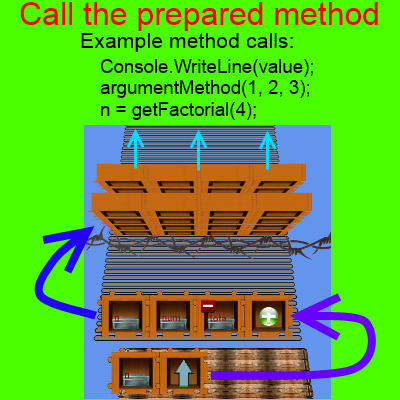 Call the prepared method
Example method calls:
Console.WriteLine(value);
argumentMethod(1, 2, 3);
n = getFactorial(4);